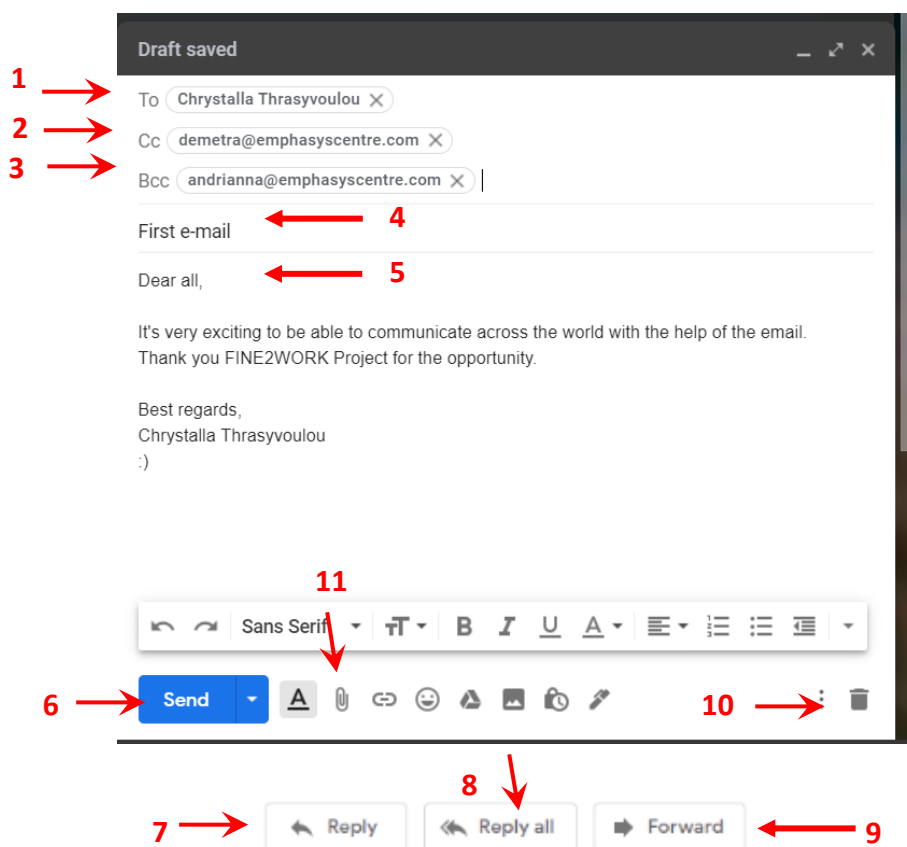 Draft saved
1
To Chrystalla Thrasyvoulou
2
Cc demetra@emphasyscentre.com
3
Bcc andrianna@emphasyscentre.com
4
First e-mail
5
Dear all,
It's very exciting to be able to communicate across the world with the help of the email.
Thank you FINE2WORK Project for the opportunity.
Best regards,
Chrystalla Thrasyvoulou
:)
11
Sans Serif B I U A
6 Send A 10
8
7 Reply Reply all Forward 9